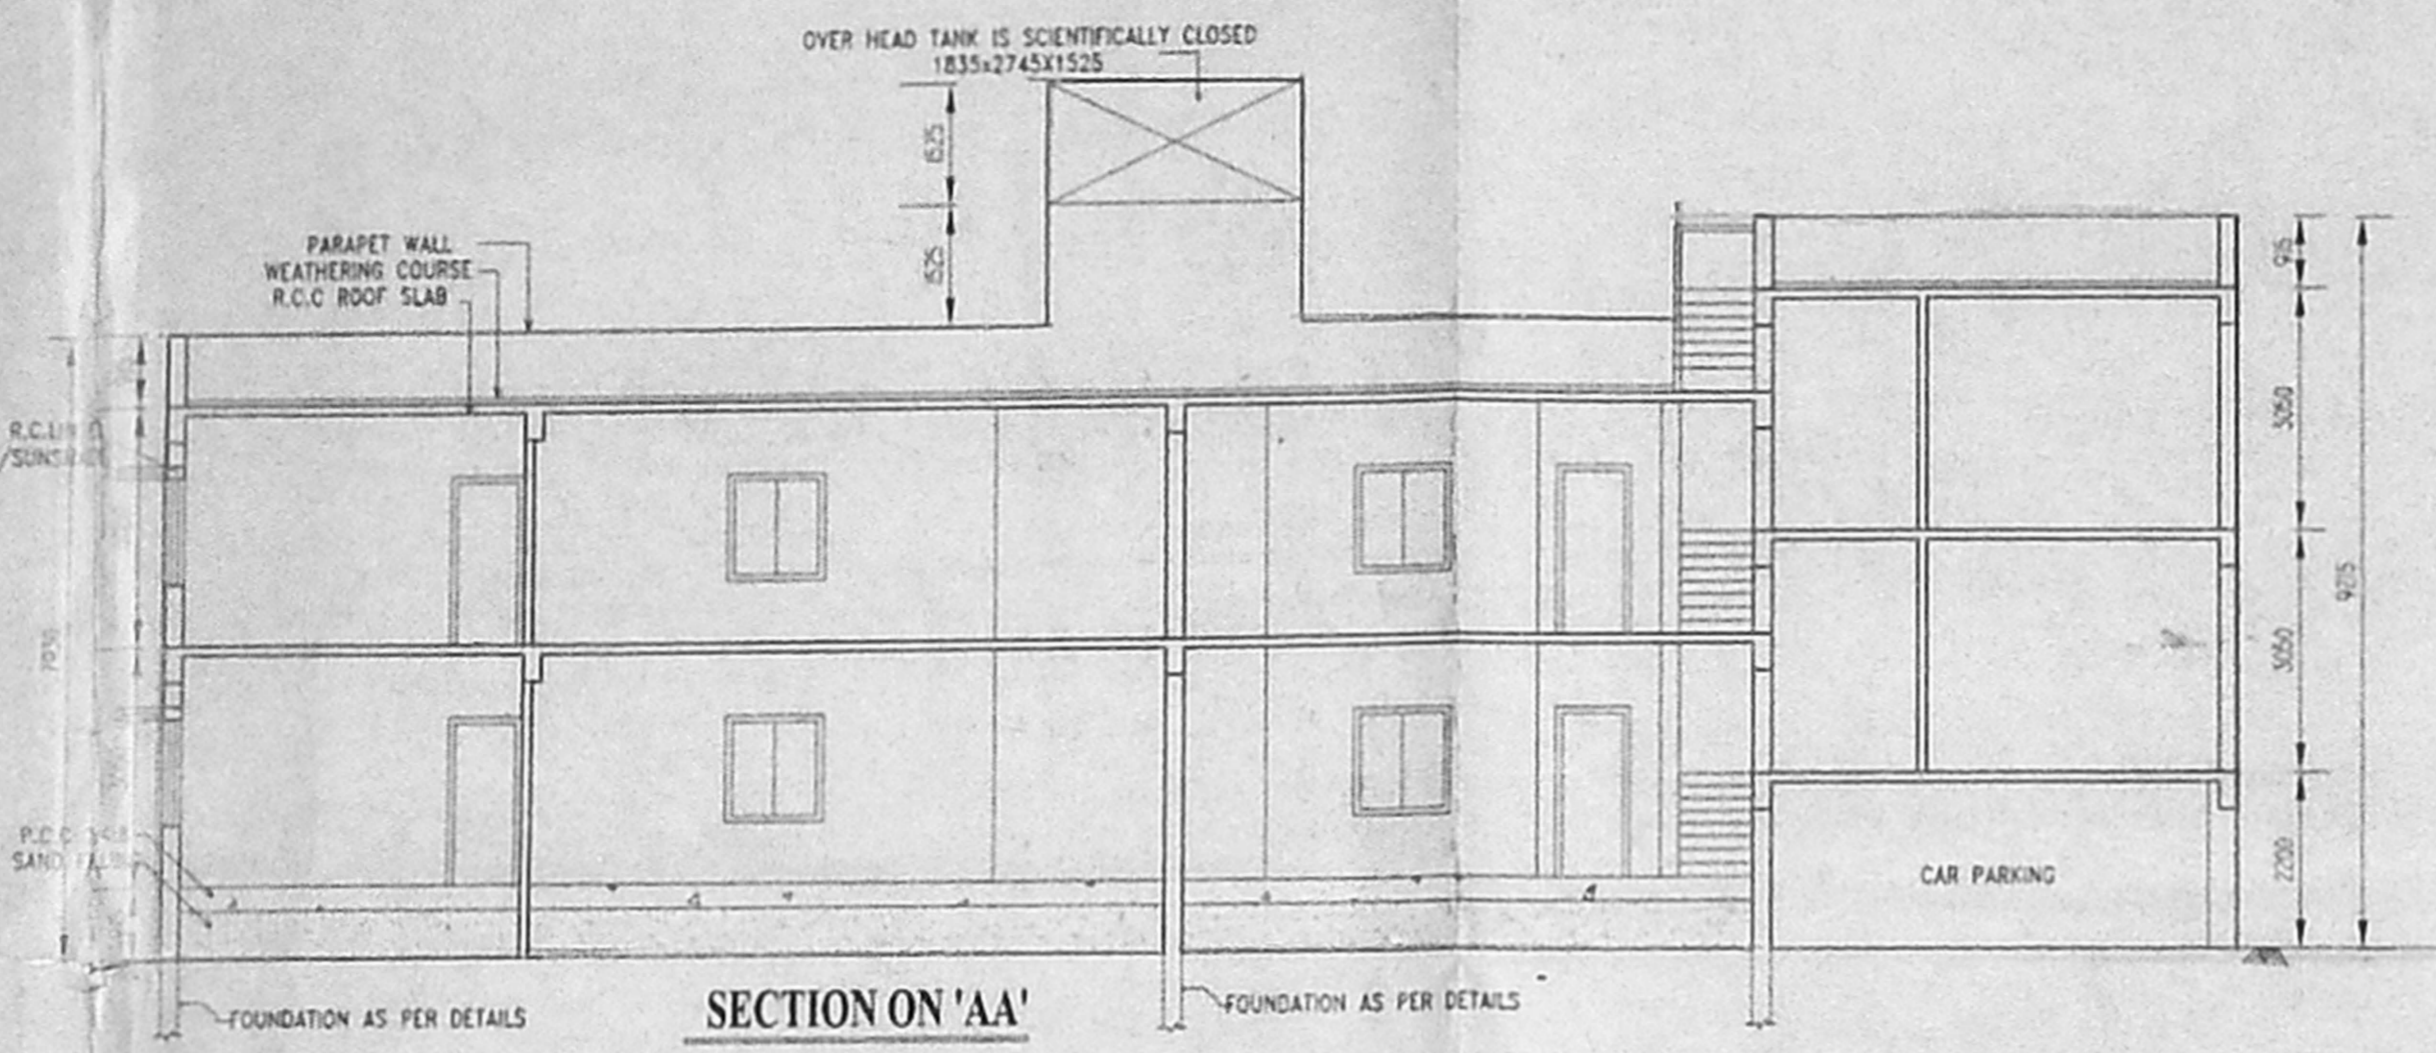 OVER HEAD TANK IS SCIENTIFICALLY CLOSED
1835x2745X1525
1525
1525
PARAPET WALL
WEATHERING COURSE
R.C.C ROOF SLAB
915
3050
3050
2200
CAR PARKING
FOUNDATION AS PER DETAILS
SECTION ON 'AA'
FOUNDATION AS PER DETAILS